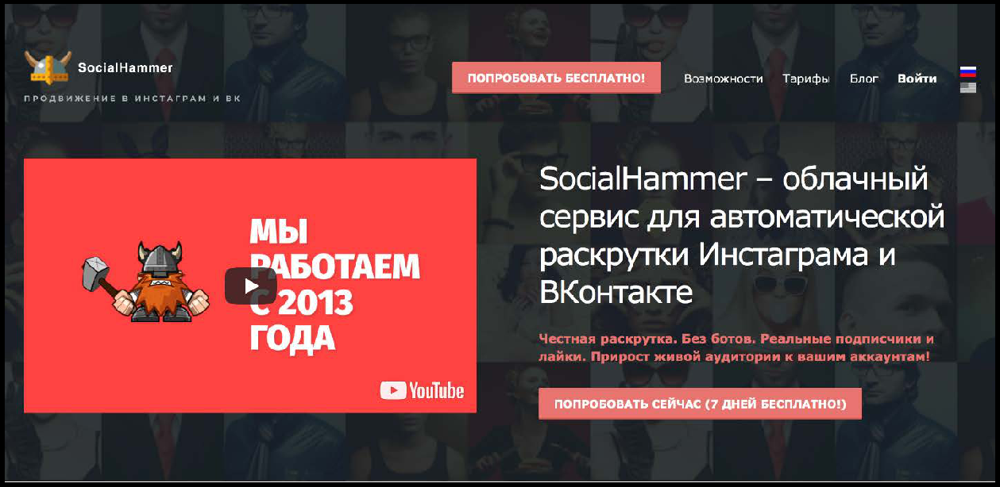 SocialHammer
ПРОДВИЖЕНИЕ В ИНСТАГРАМ И ВК
ПОПРОБОВАТЬ БЕСПЛАТНО!
Возможности
Тарифы
Блог
Войти
МЫ
РАБОТАЕМ
С 2013
ГОДА
YouTube
SocialHammer – облачный
сервис для автоматической
раскрутки Инстаграма и
ВКонтакте
Честная раскрутка. Без ботов. Реальные подписчики и
лайки. Прирост живой аудитории к вашим аккаунтам!
ПОПРОБОВАТЬ СЕЙЧАС (7 ДНЕЙ БЕСПЛАТНО!)